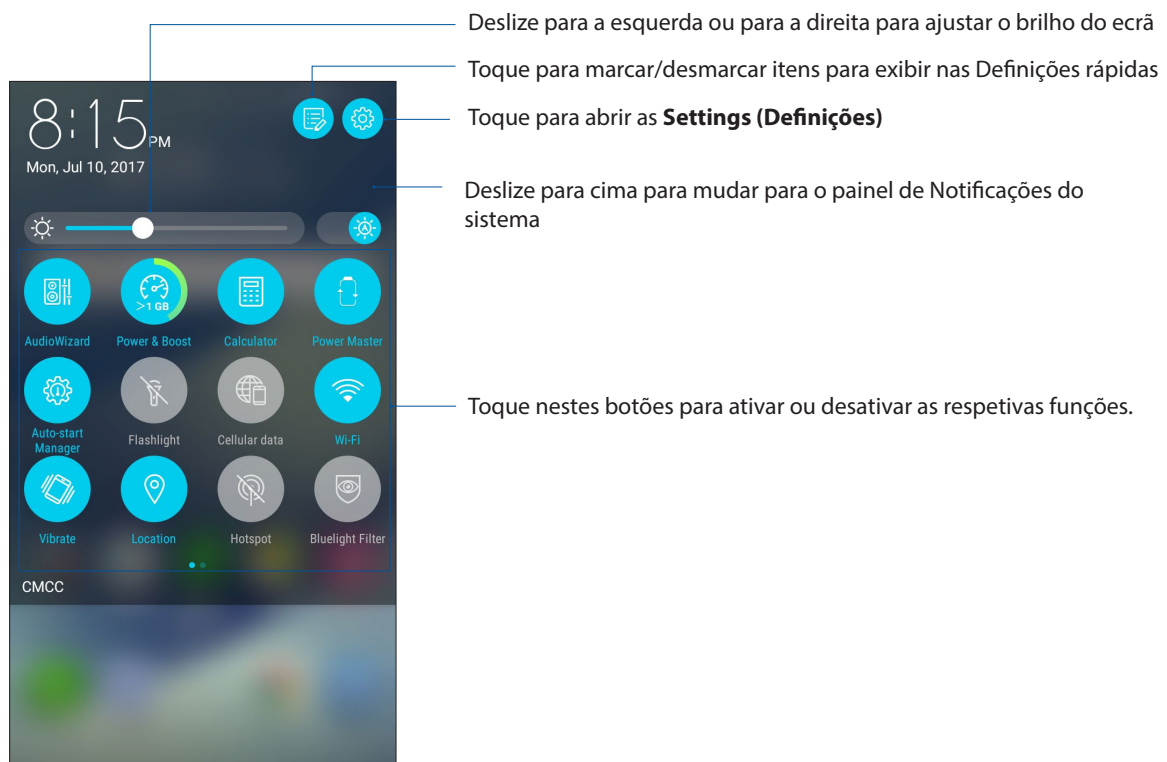 Deslize para a esquerda ou para a direita para ajustar o brilho do ecrã
Toque para marcar/desmarcar itens para exibir nas Definições rápidas
Toque para abrir as Settings (Definições)
Deslize para cima para mudar para o painel de Notificações do
sistema
Toque nestes botões para ativar ou desativar as respetivas funções.
8:15 PM
Mon, Jul 10, 2017
A
>1 GB
AudioWizard Power & Boost Calculator Power Master
Auto-start
Manager Flashlight Cellular data Wi-Fi
Vibrate Location Hotspot Bluelight Filter
CMCC